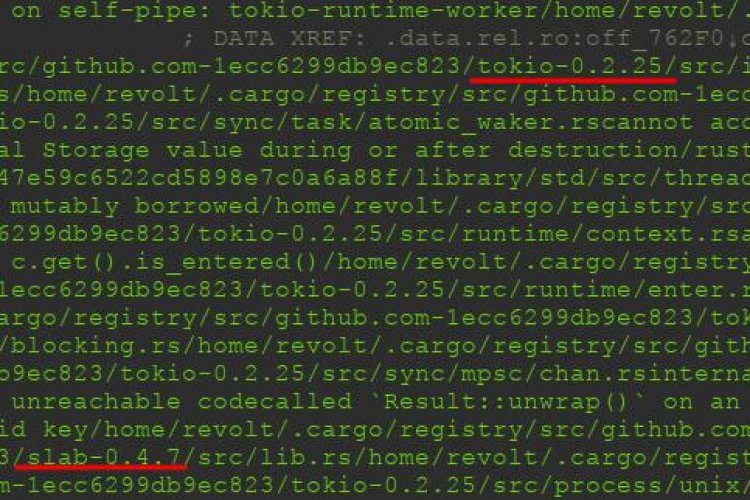 on self-pipe: tokio-runtime-worker/home/revolt/.
; DATA XREF: .data.rel.ro:off_762F0↓o
rc/github.com-1ecc6299db9ec823/tokio-0.2.25/src/i
s/home/revolt/.cargo/registry/src/github.com-1ecc
io-0.2.25/src/sync/task/atomic_waker.rscannot acc
al Storage value during or after destruction/rust
47e59c6522cd5898e7c0a6a88f/library/std/src/thread
mutably borrowed/home/revolt/.cargo/registry/src
6299db9ec823/tokio-0.2.25/src/runtime/context.rsa
c.get().is_entered()/home/revolt/.cargo/registry
1ecc6299db9ec823/tokio-0.2.25/src/runtime/enter.r
argo/registry/src/github.com-1ecc6299db9ec823/tok
/blocking.rs/home/revolt/.cargo/registry/src/gith
b9ec823/tokio-0.2.25/src/sync/mpsc/chan.rsinterna
unreachable codecalled `Result::unwrap()` on an
id key/home/revolt/.cargo/registry/src/github.com
3/slab-0.4.7/src/lib.rs/home/revolt/.cargo/regist
m-1ecc6299db9ec823/tokio-0.2.25/src/process/unix/